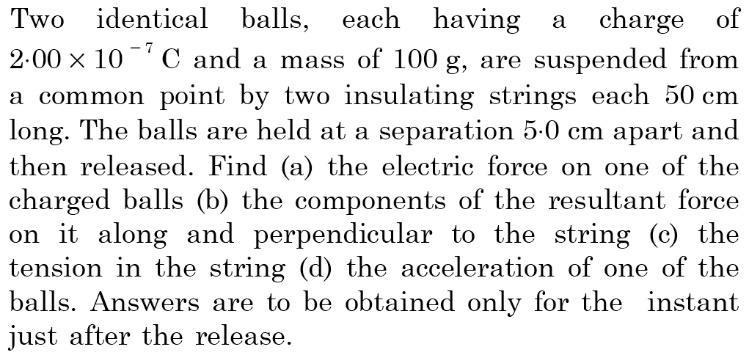 Two identical balls, each having a charge of
2·00 × 10⁻⁷ C and a mass of 100 g, are suspended from
a common point by two insulating strings each 50 cm
long. The balls are held at a separation 5·0 cm apart and
then released. Find (a) the electric force on one of the
charged balls (b) the components of the resultant force
on it along and perpendicular to the string (c) the
tension in the string (d) the acceleration of one of the
balls. Answers are to be obtained only for the instant
just after the release.